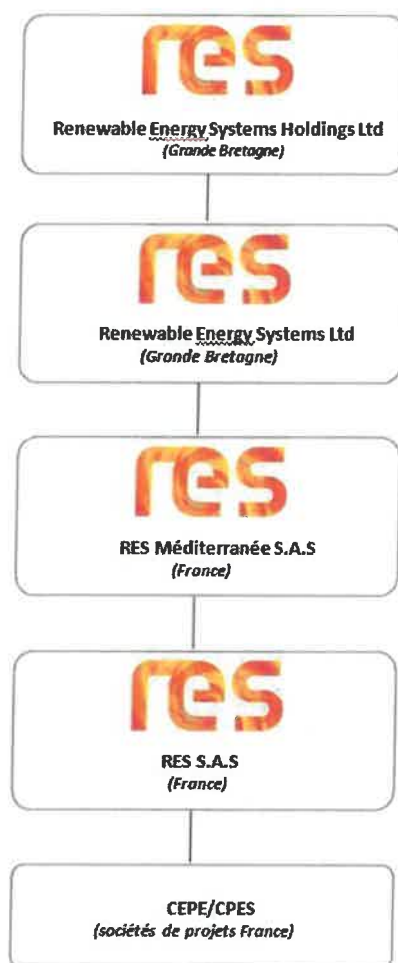 res
Renewable Energy Systems Holdings Ltd
(Grande Bretagne)
res
Renewable Energy Systems Ltd
(Grande Bretagne)
res
RES Méditerranée S.A.S
(France)
res
RES S.A.S
(France)
CEPE/CPES
(sociétés de projets France)